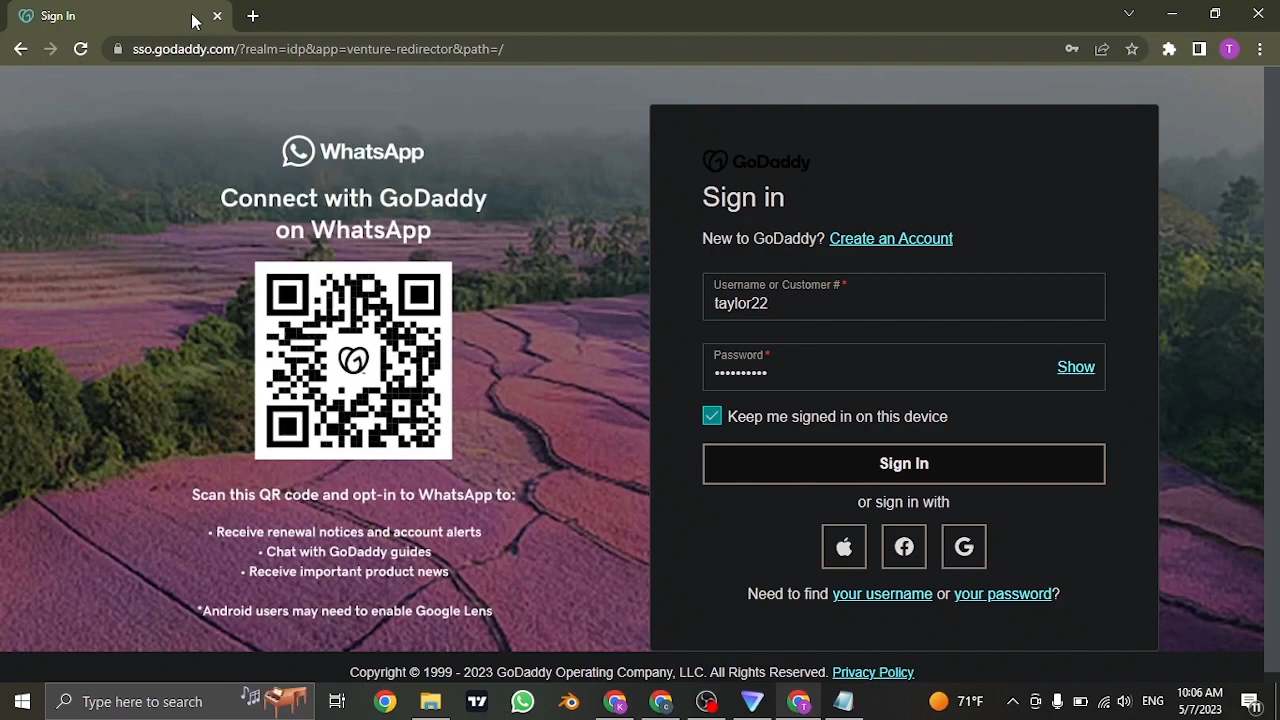 Sign In
sso.godaddy.com/?realm=idp&app=venture-redirector&path=/
T
WhatsApp
Connect with GoDaddy
on WhatsApp
Scan this QR code and opt-in to WhatsApp to:
• Receive renewal notices and account alerts
• Chat with GoDaddy guides
• Receive important product news
*Android users may need to enable Google Lens
GoDaddy
Sign in
New to GoDaddy? Create an Account
Username or Customer #*
taylor22
Password*
••••••••••
Show
Keep me signed in on this device
Sign In
or sign in with
Need to find your username or your password?
Copyright © 1999 - 2023 GoDaddy Operating Company, LLC. All Rights Reserved. Privacy Policy
Type here to search
71°F
ENG
10:06 AM
5/7/2023